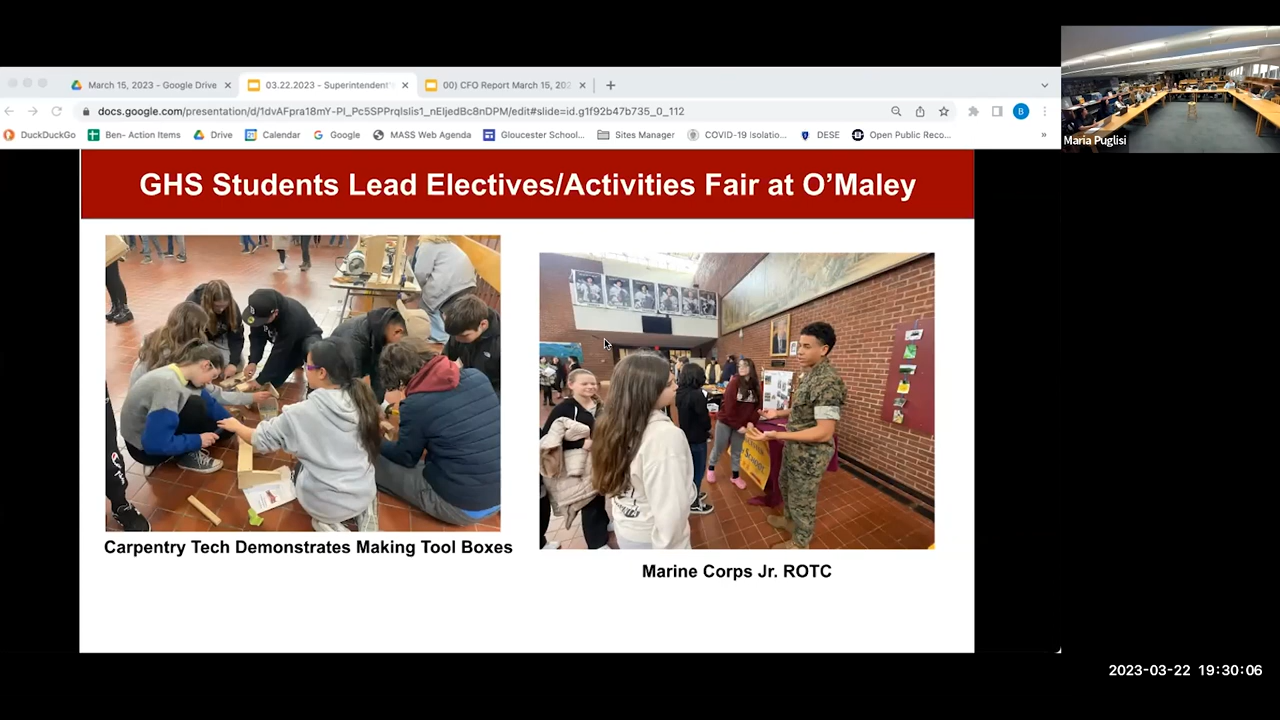 March 15, 2023 - Google Drive
03.22.2023 - Superintendent'
00) CFO Report March 15, 202
docs.google.com/presentation/d/1dvAFpra18mY-PI_Pc5SPPrqIslis1_nEljedBc8nDPM/edit#slide=id.g1f92b47b735_0_112
B
DuckDuckGo
Ben- Action Items
Drive
Calendar
Google
MASS Web Agenda
Gloucester School...
Sites Manager
COVID-19 Isolatio...
DESE
Open Public Reco...
Maria Puglisi
GHS Students Lead Electives/Activities Fair at O'Maley
Carpentry Tech Demonstrates Making Tool Boxes
Marine Corps Jr. ROTC
2023-03-22 19:30:06